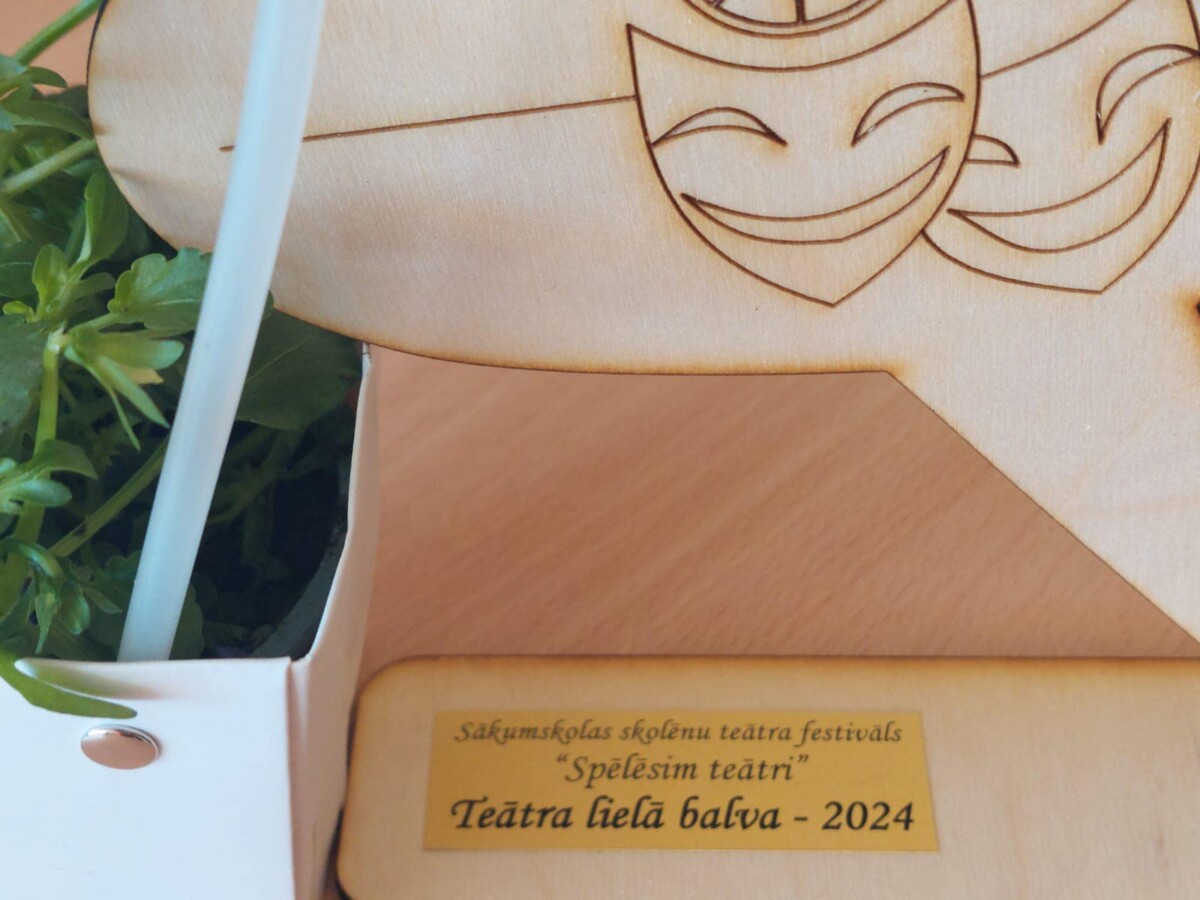 Sākumskolas skolēnu teātra festivāls
“Spēlēsim teātri”
Teātra lielā balva - 2024